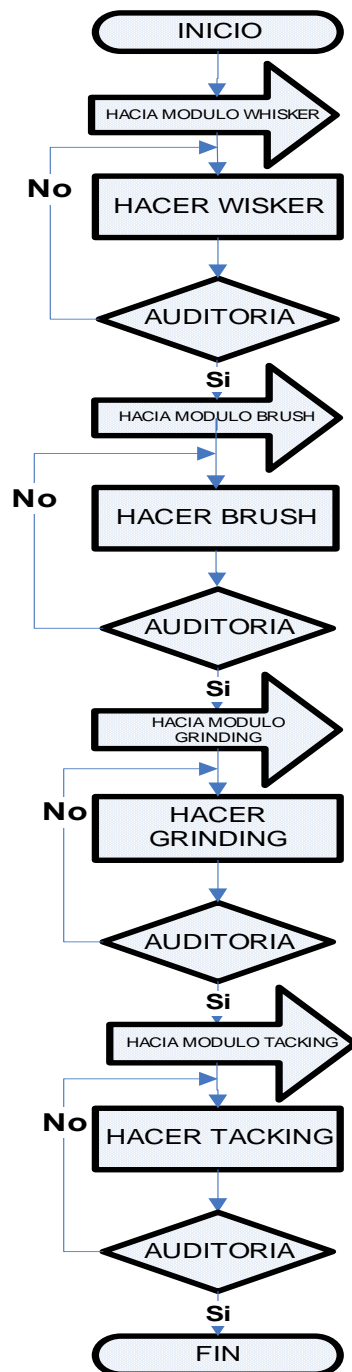 INICIO
HACIA MODULO WHISKER
No
HACER WISKER
AUDITORIA
Si
HACIA MODULO BRUSH
No
HACER BRUSH
AUDITORIA
Si
HACIA MODULO
GRINDING
No
HACER
GRINDING
AUDITORIA
Si
HACIA MODULO TACKING
No
HACER TACKING
AUDITORIA
Si
FIN